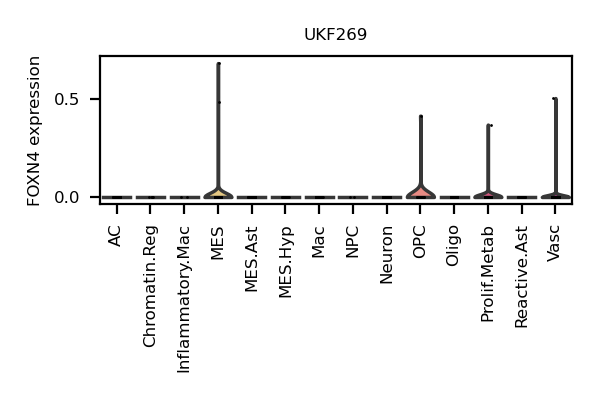 UKF269
FOXN4 expression
0.5
0.0
AC
Chromatin.Reg
Inflammatory.Mac
MES
MES.Ast
MES.Hyp
Mac
NPC
Neuron
OPC
Oligo
Prolif.Metab
Reactive.Ast
Vasc